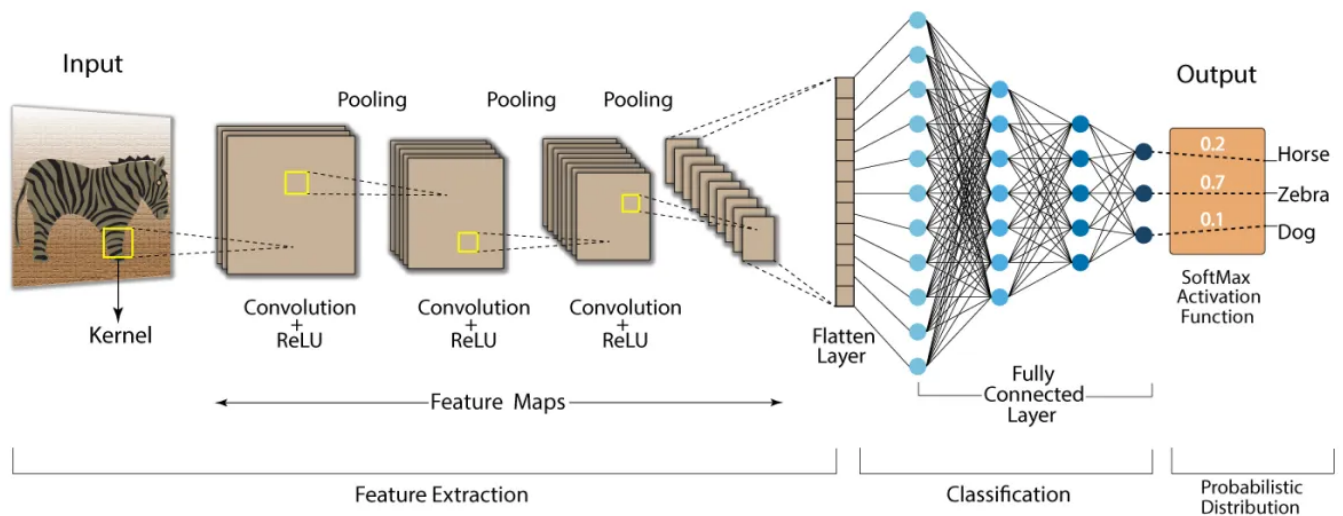 Input
Pooling
Pooling
Pooling
Output
0.2
Horse
0.7
Zebra
0.1
Dog
Kernel
Convolution
+
ReLU
Convolution
+
ReLU
Convolution
+
ReLU
Flatten
Layer
SoftMax
Activation
Function
Feature Maps
Fully
Connected
Layer
Feature Extraction
Classification
Probabilistic
Distribution